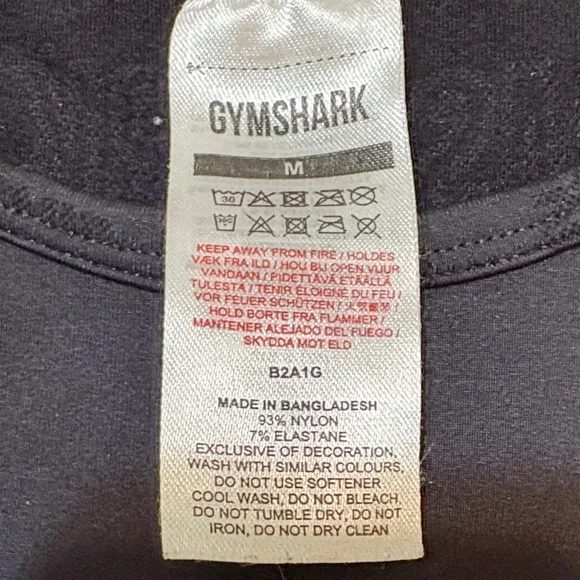 GYMSHARK
M
30
KEEP AWAY FROM FIRE / HOLDES
VÆK FRA ILD / HOU BIJ OPEN VUUR
VANDAAN / PIDETTÄVÄ ETÄÄLLÄ
TULESTA / TENIR ÉLOIGNÉ DU FEU /
VOR FEUER SCHÜTZEN /
HOLD BORTE FRA FLAMMER /
MANTENER ALEJADO DEL FUEGO /
SKYDDA MOT ELD
B2A1G
MADE IN BANGLADESH
93% NYLON
7% ELASTANE
EXCLUSIVE OF DECORATION,
WASH WITH SIMILAR COLOURS,
DO NOT USE SOFTENER
COOL WASH, DO NOT BLEACH,
DO NOT TUMBLE DRY, DO NOT
IRON, DO NOT DRY CLEAN